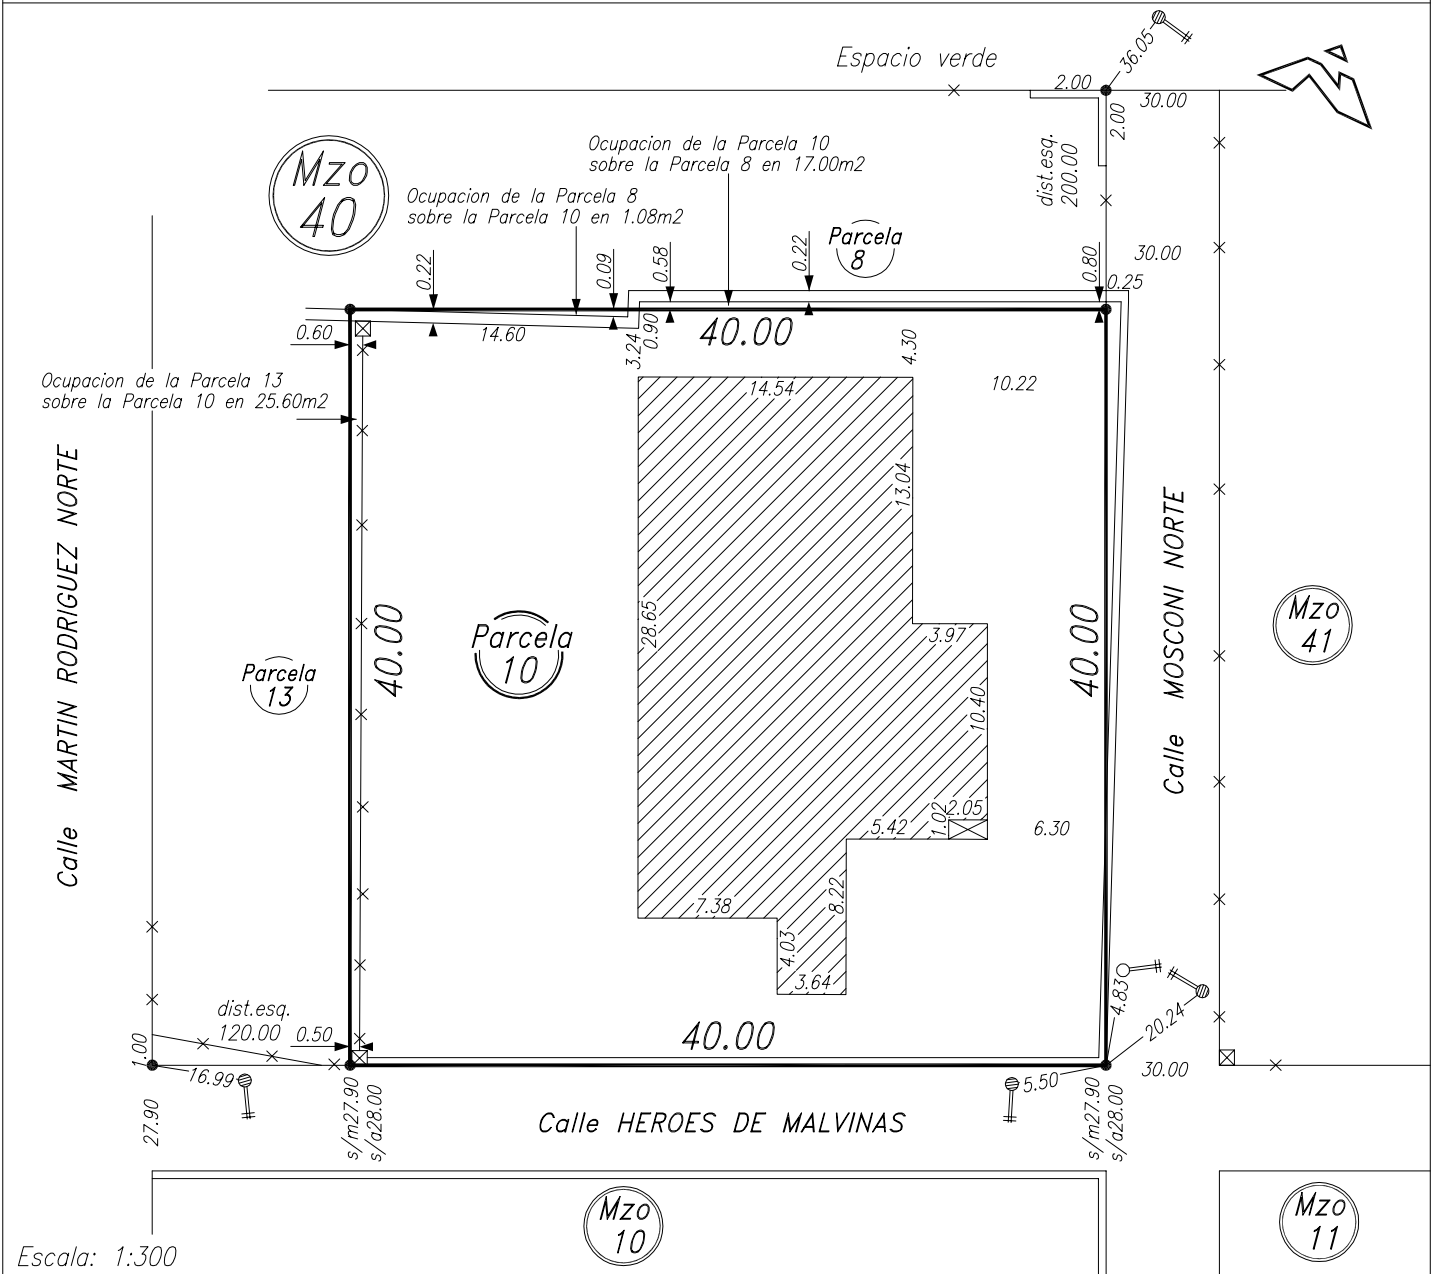 Espacio verde
36.05
2.00
30.00
2.00
dist.esq.
200.00
Mzo
40
Ocupacion de la Parcela 10
sobre la Parcela 8 en 17.00m2
Ocupacion de la Parcela 8
sobre la Parcela 10 en 1.08m2
Parcela
8
0.22
0.09
0.58
0.22
0.80
30.00
0.25
0.60
14.60
3.24
0.90
40.00
4.30
Ocupacion de la Parcela 13
sobre la Parcela 10 en 25.60m2
14.54
10.22
13.04
Calle MARTIN RODRIGUEZ NORTE
Parcela
13
40.00
Parcela
10
28.65
3.97
10.40
40.00
Calle MOSCONI NORTE
Mzo
41
2.05
1.02
5.42
6.30
8.22
7.38
4.03
3.64
dist.esq.
120.00
0.50
40.00
4.83
20.24
1.00
16.99
5.50
30.00
27.90
s/m27.90
s/a28.00
Calle HEROES DE MALVINAS
s/m27.90
s/a28.00
Mzo
10
Mzo
11
Escala: 1:300